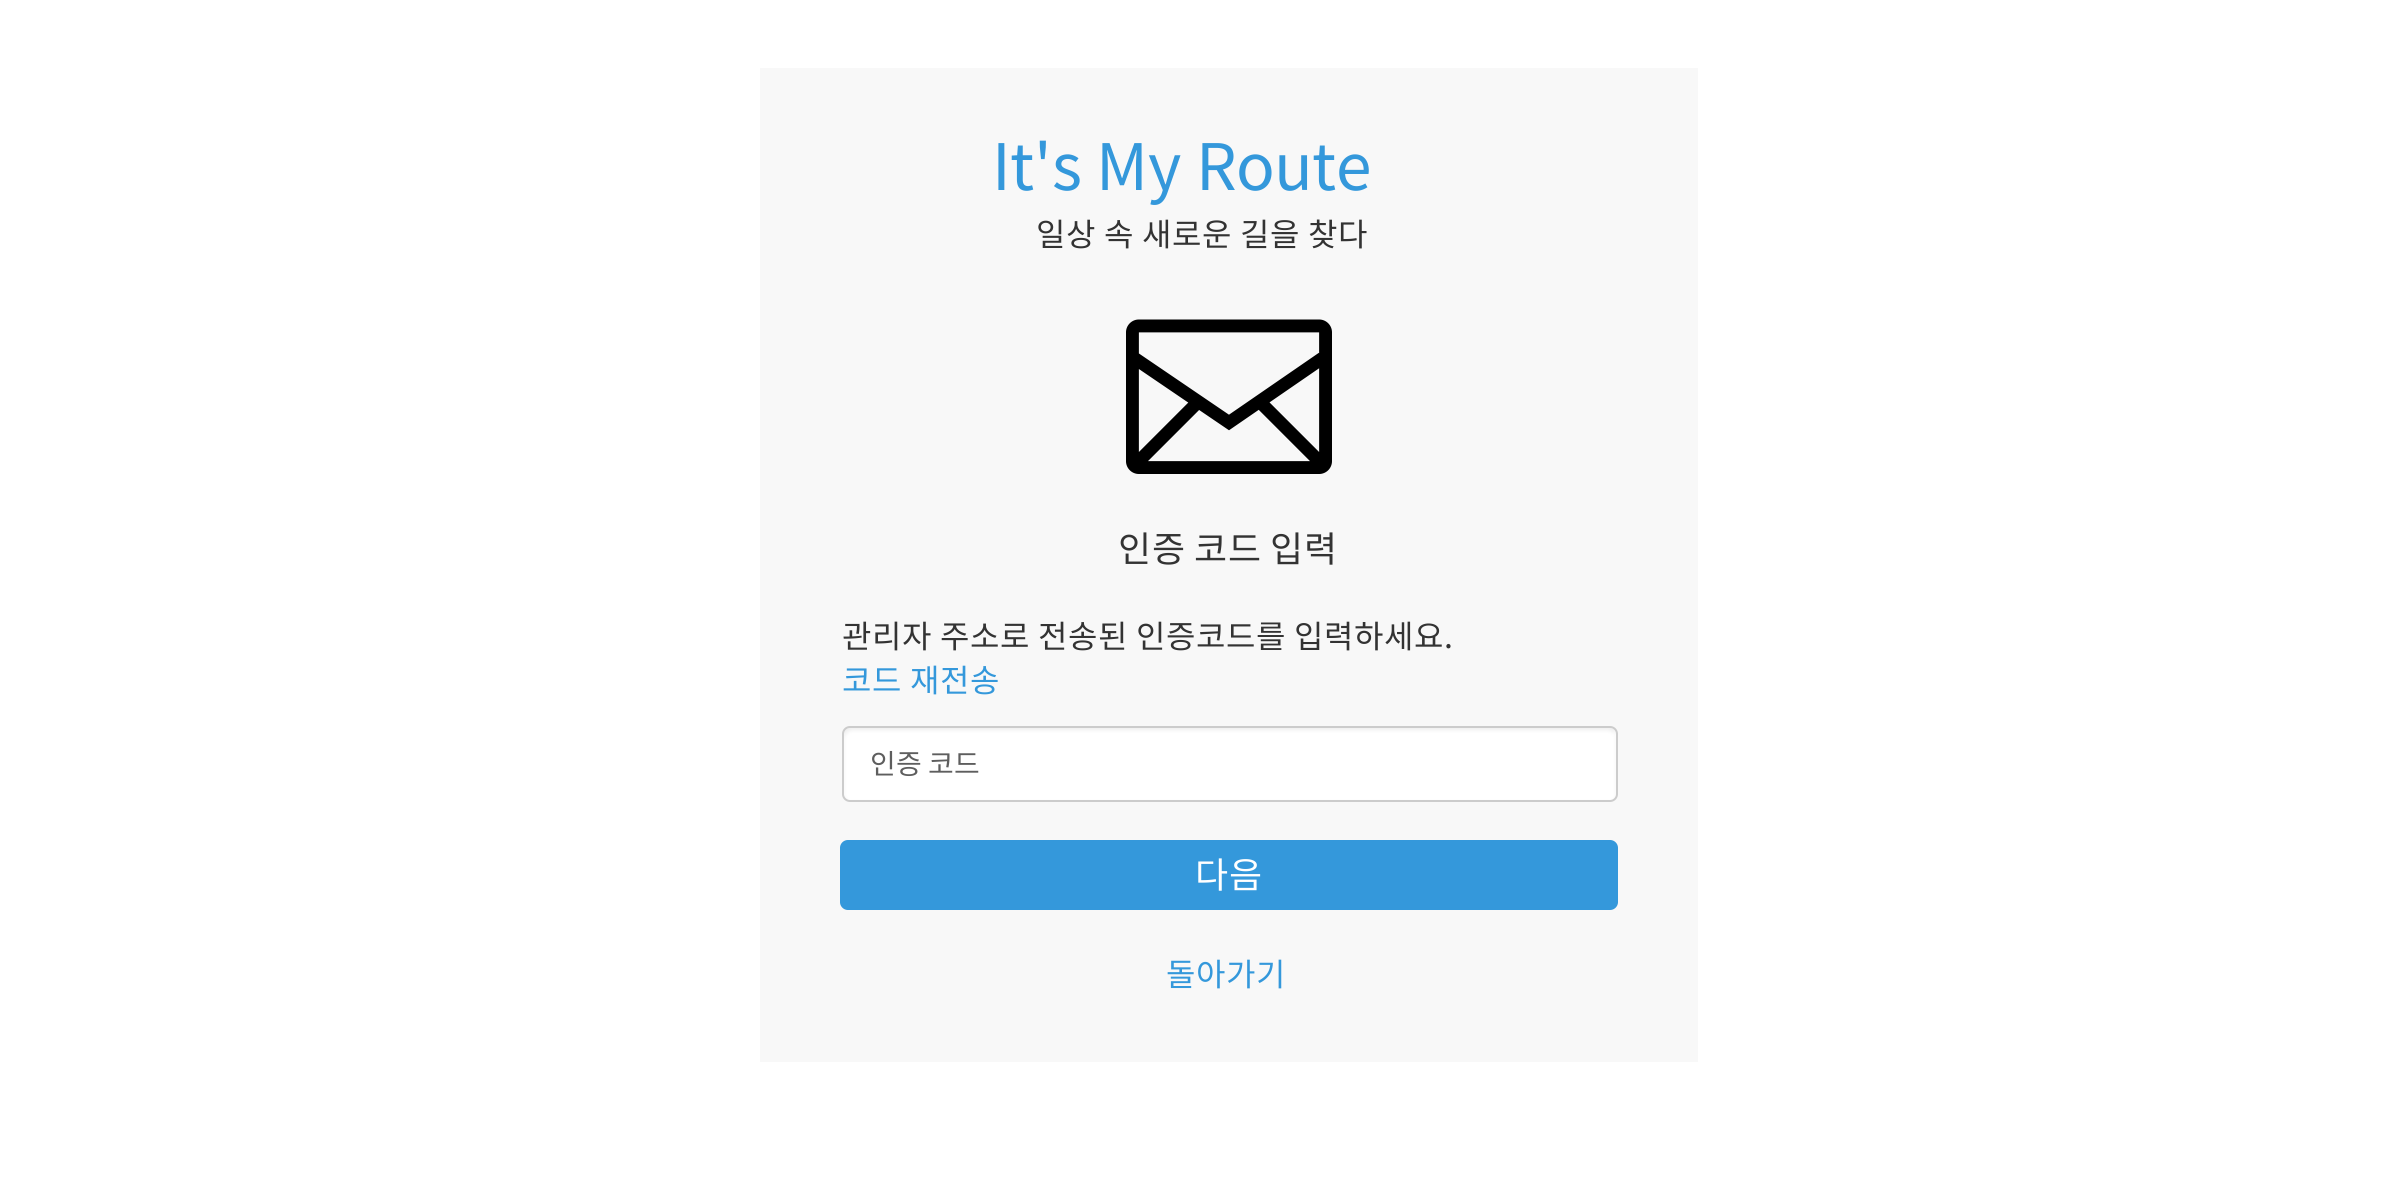 It's My Route
일상 속 새로운 길을 찾다
인증 코드 입력
관리자 주소로 전송된 인증코드를 입력하세요.
코드 재전송
인증 코드
다음
돌아가기